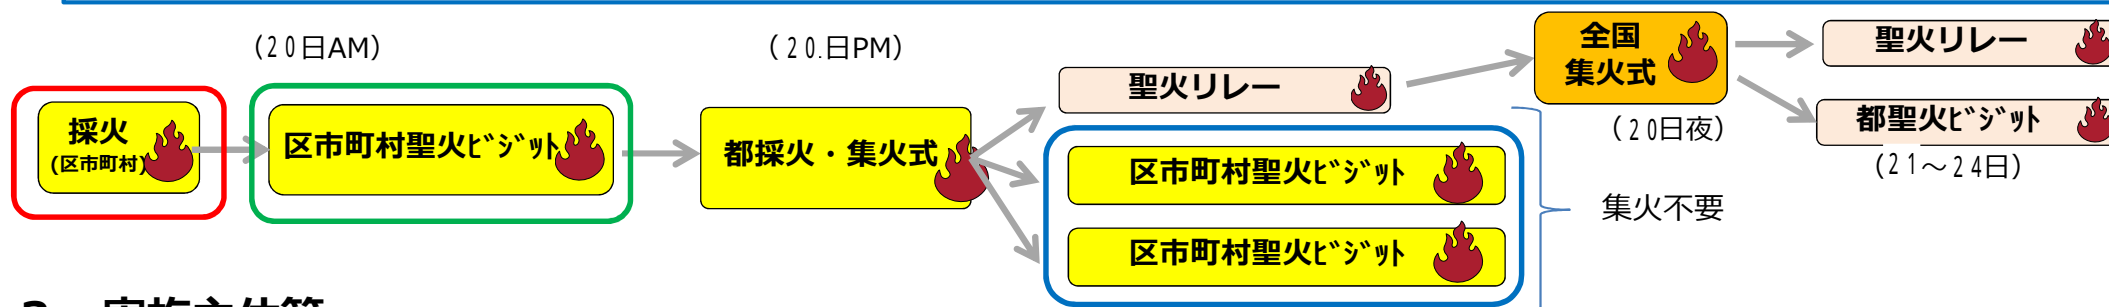 （２０日AM）
（２０.日PM）
採火
(区市町村)
区市町村聖火ﾋﾞｼﾞｯﾄ
都採火・集火式
聖火リレー
区市町村聖火ﾋﾞｼﾞｯﾄ
区市町村聖火ﾋﾞｼﾞｯﾄ
全国
集火式
（２０日夜）
集火不要
聖火リレー
都聖火ﾋﾞｼﾞｯﾄ
（２１～２４日）